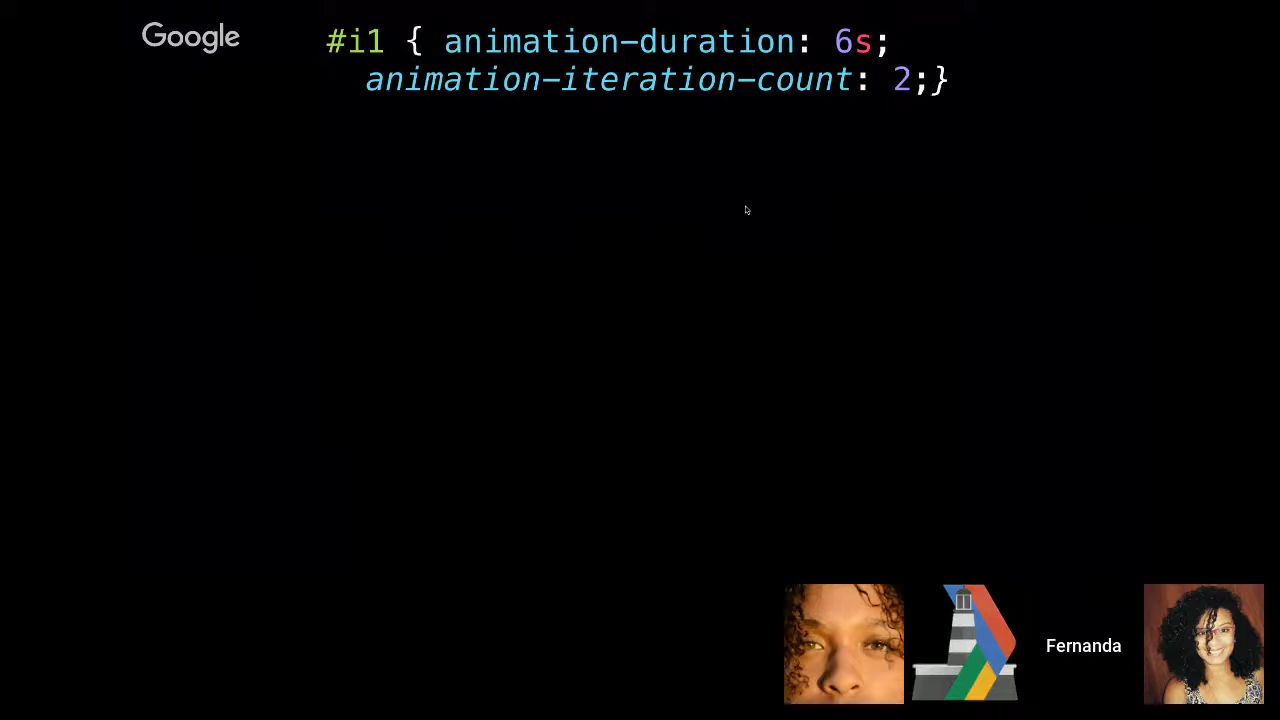 Google
#i1 { animation-duration: 6s;
animation-iteration-count: 2;}
Fernanda